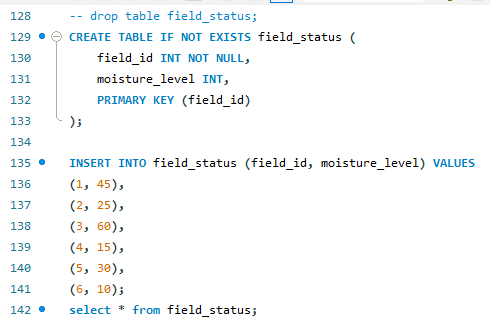 128 -- drop table field_status;
129 CREATE TABLE IF NOT EXISTS field_status (
130 field_id INT NOT NULL,
131 moisture_level INT,
132 PRIMARY KEY (field_id)
133 );
134
135 INSERT INTO field_status (field_id, moisture_level) VALUES
136 (1, 45),
137 (2, 25),
138 (3, 60),
139 (4, 15),
140 (5, 30),
141 (6, 10);
142 select * from field_status;